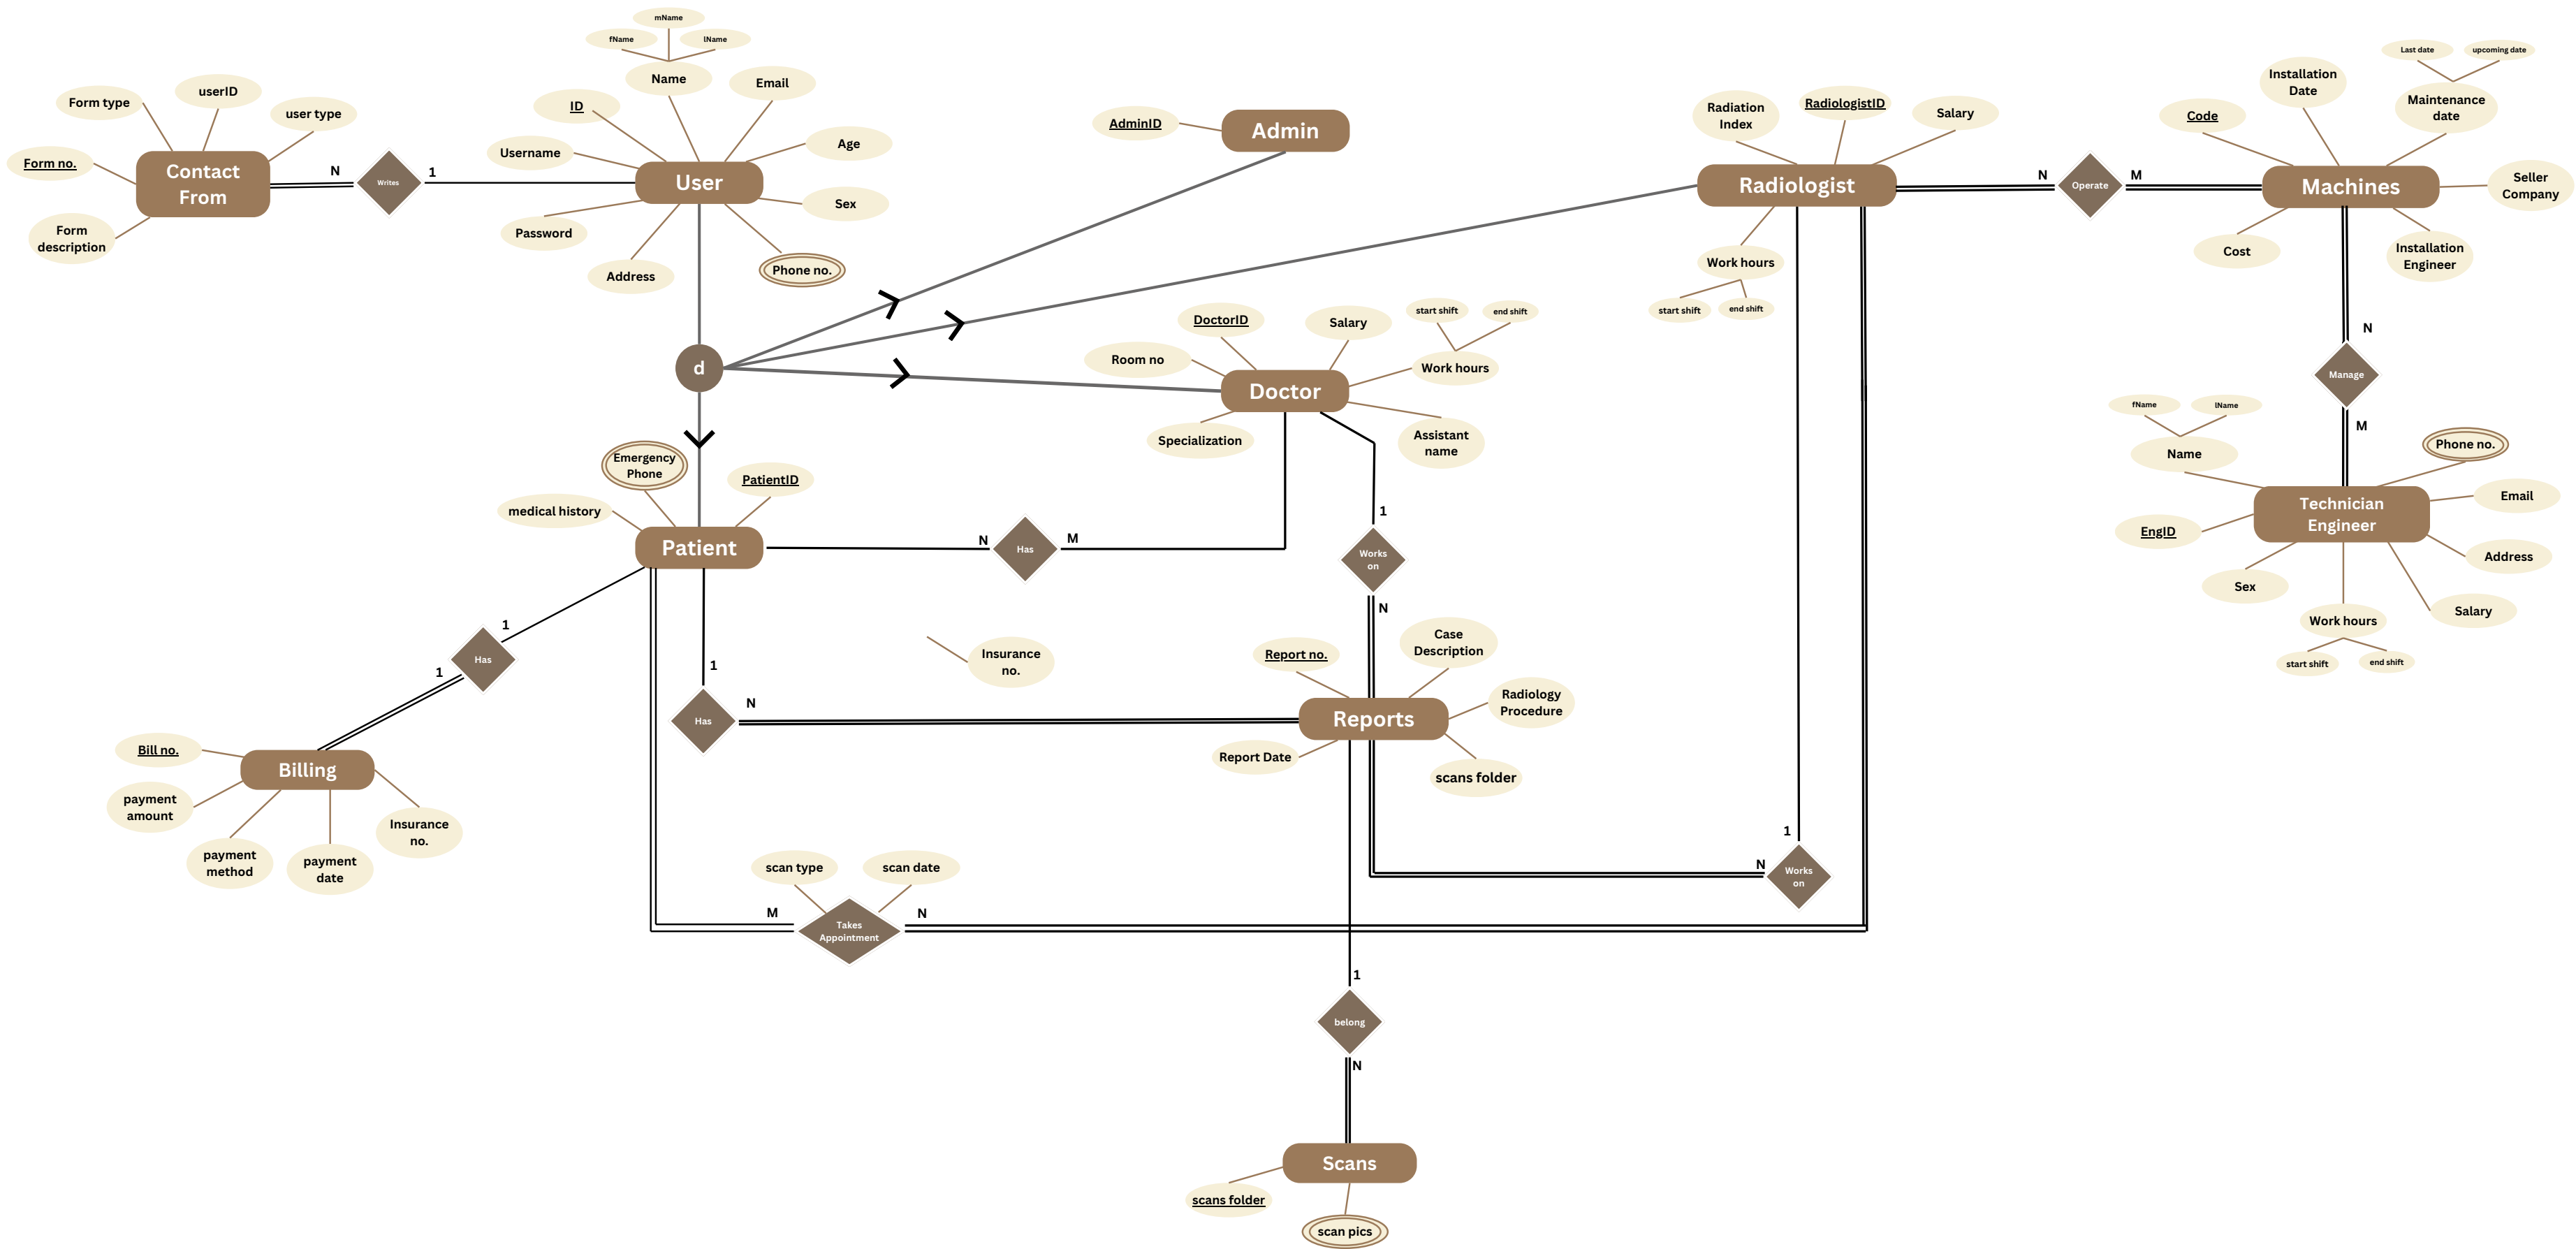 mName
fName
lName
Name
Email
ID
Username
Age
User
Sex
Password
Address
Phone no.
Form type
userID
user type
Form no.
Contact
From
Form
description
N
Writes
1
AdminID
Admin
Radiation
Index
RadiologistID
Salary
Radiologist
Work hours
start shift
end shift
N
Operate
M
Last date
upcoming date
Installation
Date
Maintenance
date
Code
Machines
Seller
Company
Cost
Installation
Engineer
N
Manage
M
d
DoctorID
Salary
start shift
end shift
Room no
Work hours
Doctor
Specialization
Assistant
name
fName
lName
Name
Phone no.
Technician
Engineer
Email
EngID
Address
Sex
Work hours
Salary
start shift
end shift
Emergency
Phone
PatientID
medical history
Patient
N
Has
M
1
Works
on
N
1
Has
1
1
Has
N
Insurance
no.
Report no.
Case
Description
Radiology
Procedure
Reports
Report Date
scans folder
Bill no.
Billing
payment
amount
payment
method
payment
date
Insurance
no.
1
N
Works
on
scan type
scan date
M
Takes
Appointment
N
1
belong
N
Scans
scans folder
scan pics